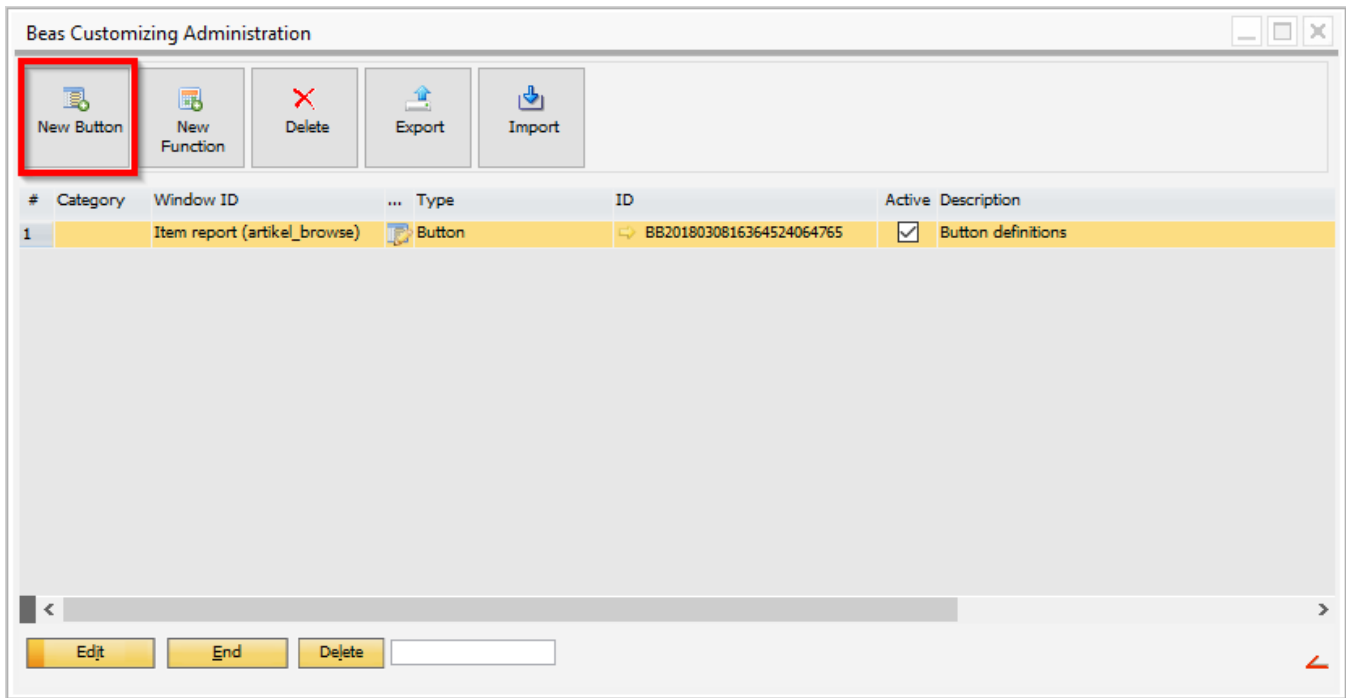 Beas Customizing Administration
New Button
New
Function
Delete
Export
Import
# Category Window ID ... Type ID Active Description
1 Item report (artikel_browse) Button BB2018030816364524064765 Button definitions
Edit End Delete